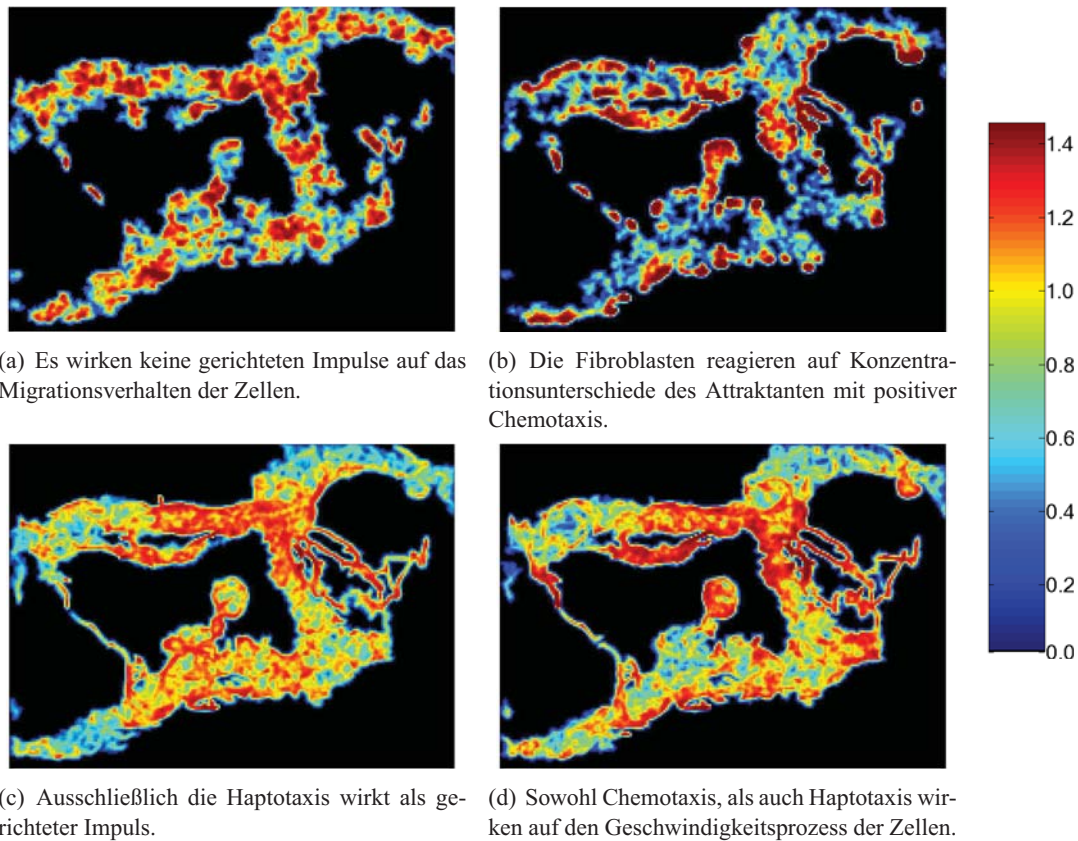 (a) Es wirken keine gerichteten Impulse auf das
Migrationsverhalten der Zellen.
(b) Die Fibroblasten reagieren auf Konzentra-
tionsunterschiede des Attraktanten mit positiver
Chemotaxis.
1.4
1.2
1.0
0.8
0.6
0.4
0.2
0.0
(c) Ausschließlich die Haptotaxis wirkt als ge-
richteter Impuls.
(d) Sowohl Chemotaxis, als auch Haptotaxis wir-
ken auf den Geschwindigkeitsprozess der Zellen.